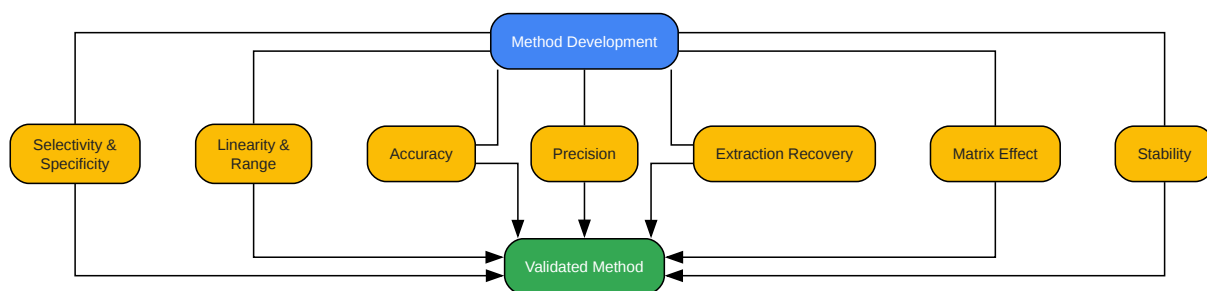 Method Development
Selectivity &
Specificity
Linearity &
Range
Accuracy
Precision
Extraction Recovery
Matrix Effect
Stability
Validated Method